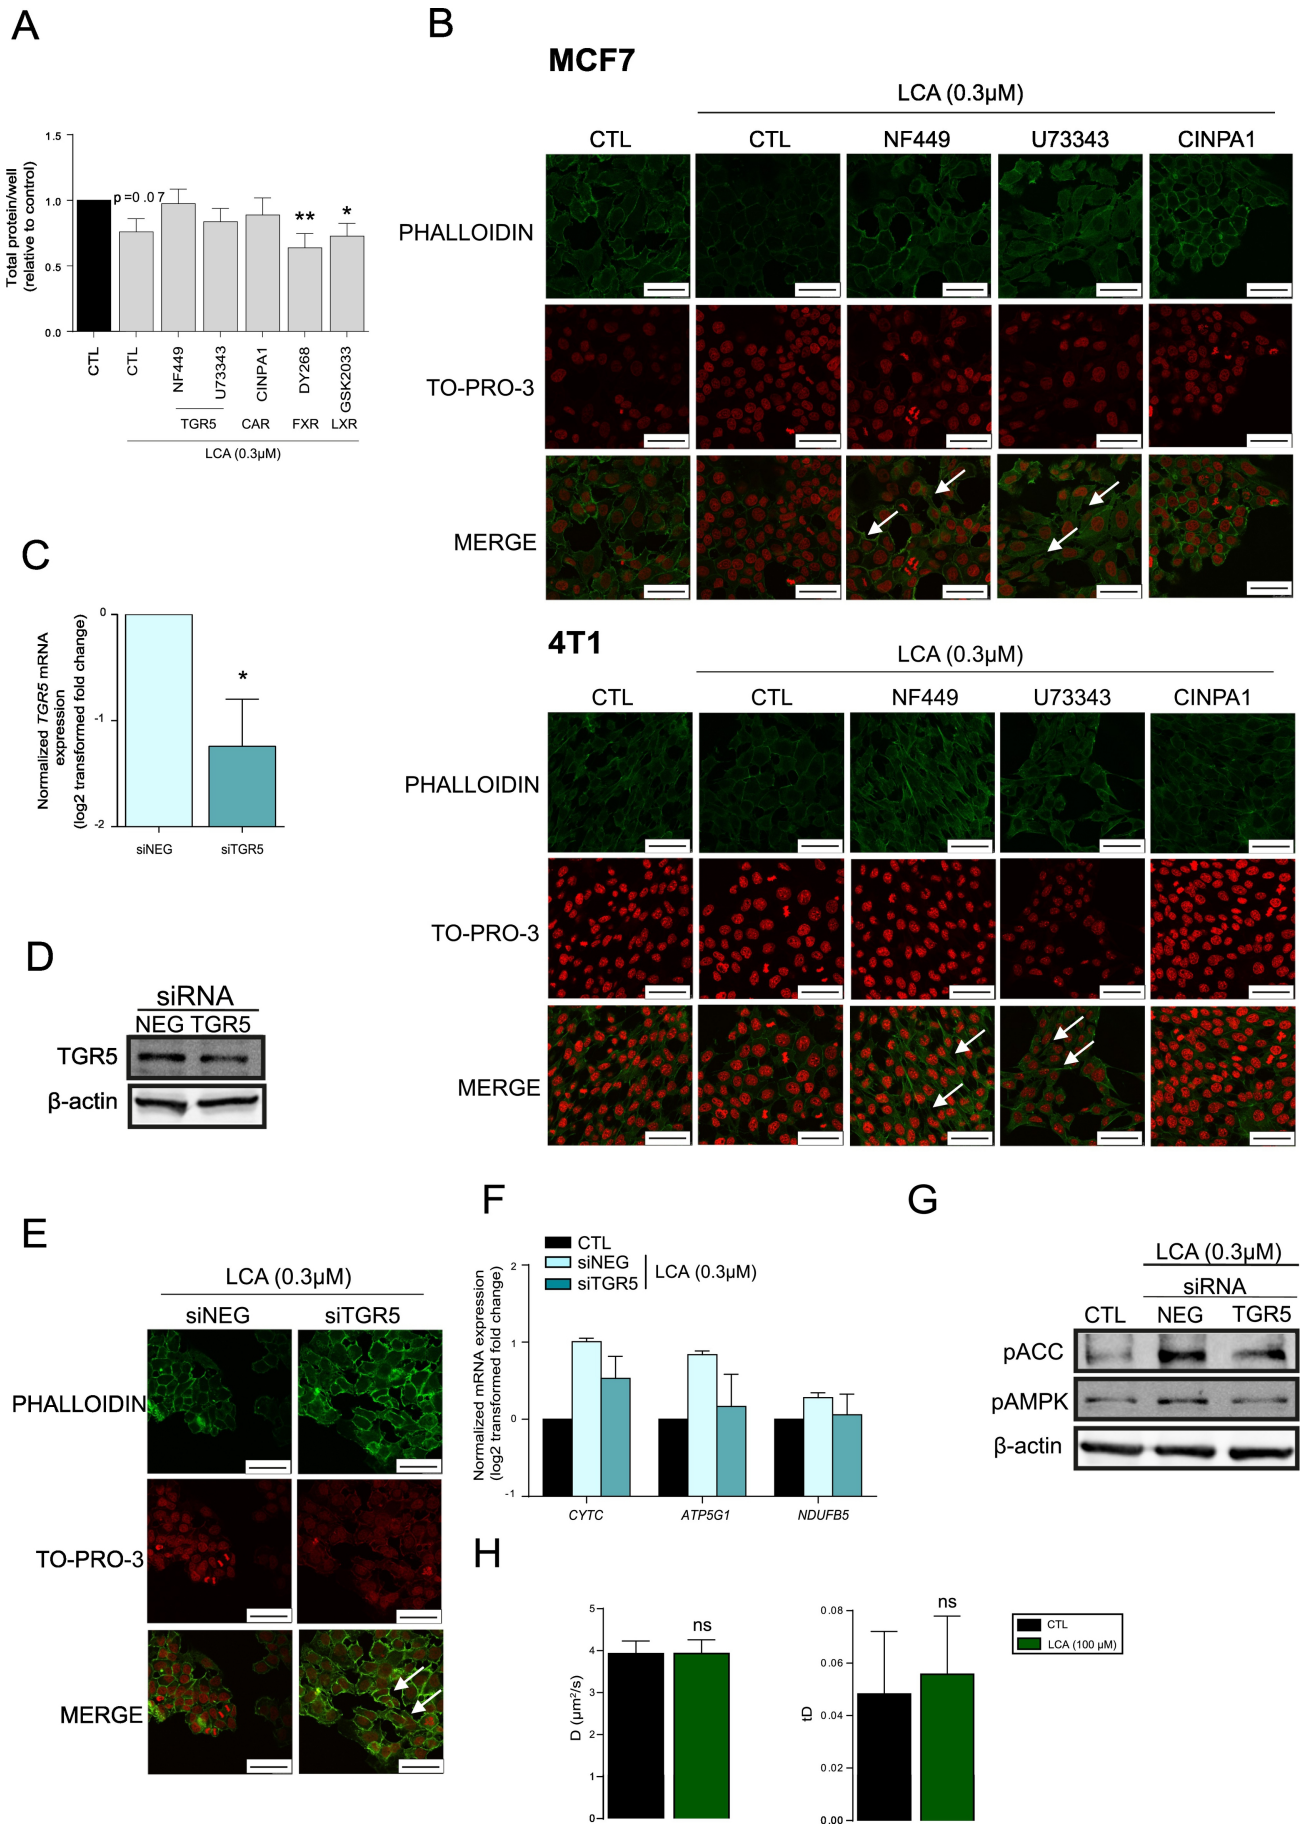 A
Total protein/well
(relative to control)
1.5
1.0
0.5
0.0
p=0.07
**
*
CTL
CTL
NF449
U73343
CINPA1
DY268
GSK2033
TGR5
CAR
FXR
LXR
LCA (0.3µM)
B
MCF7
LCA (0.3µM)
CTL
CTL
NF449
U73343
CINPA1
PHALLOIDIN
TO-PRO-3
MERGE
4T1
LCA (0.3µM)
CTL
CTL
NF449
U73343
CINPA1
PHALLOIDIN
TO-PRO-3
MERGE
C
Normalized TGR5 mRNA
expression
(log2 transformed fold change)
0
-1
-2
*
siNEG
siTGR5
D
siRNA
NEG TGR5
TGR5
β-actin
E
LCA (0.3µM)
siNEG
siTGR5
PHALLOIDIN
TO-PRO-3
MERGE
F
CTL
siNEG
siTGR5
LCA (0.3µM)
Normalized mRNA expression
(log2 transformed fold change)
2
1
0
-1
CYTC
ATP5G1
NDUFB5
G
LCA (0.3µM)
siRNA
CTL
NEG
TGR5
pACC
pAMPK
β-actin
H
D (µm²/s)
5
4
3
2
1
0
ns
tD
0.08
0.06
0.04
0.02
0.00
ns
CTL
LCA (100 µM)